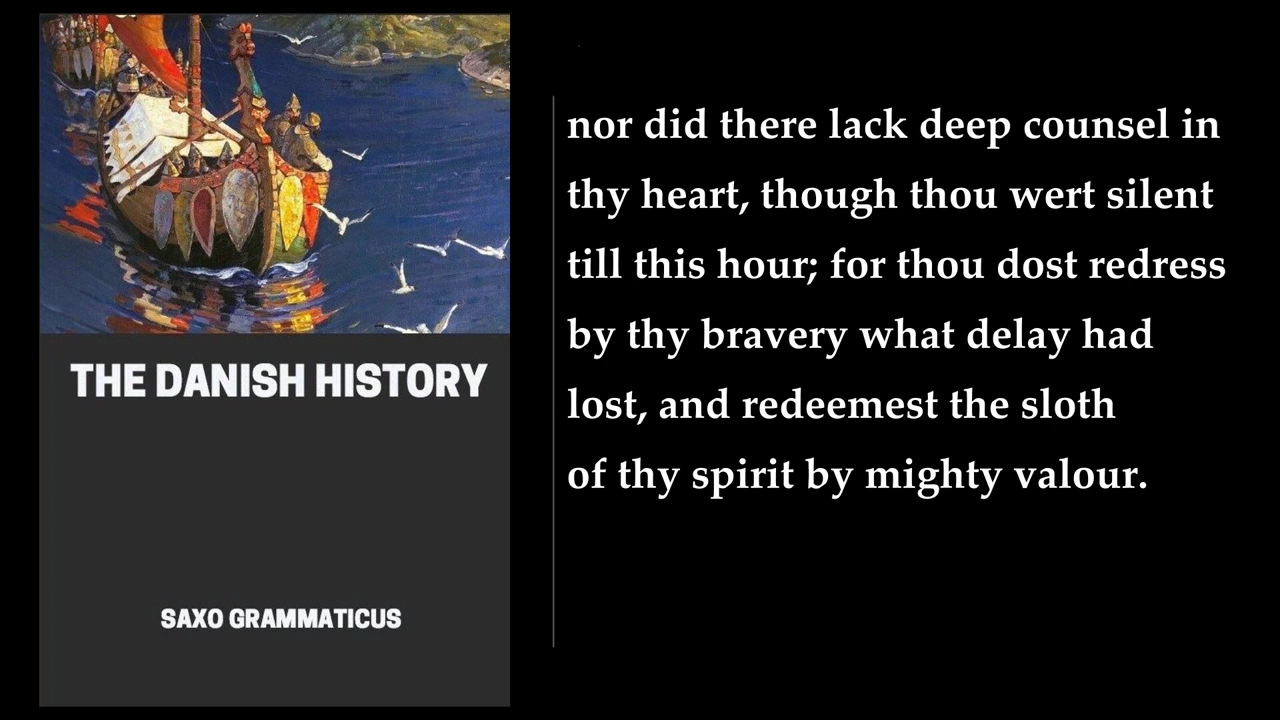 THE DANISH HISTORY
SAXO GRAMMATICUS
nor did there lack deep counsel in
thy heart, though thou wert silent
till this hour; for thou dost redress
by thy bravery what delay had
lost, and redeemest the sloth
of thy spirit by mighty valour.